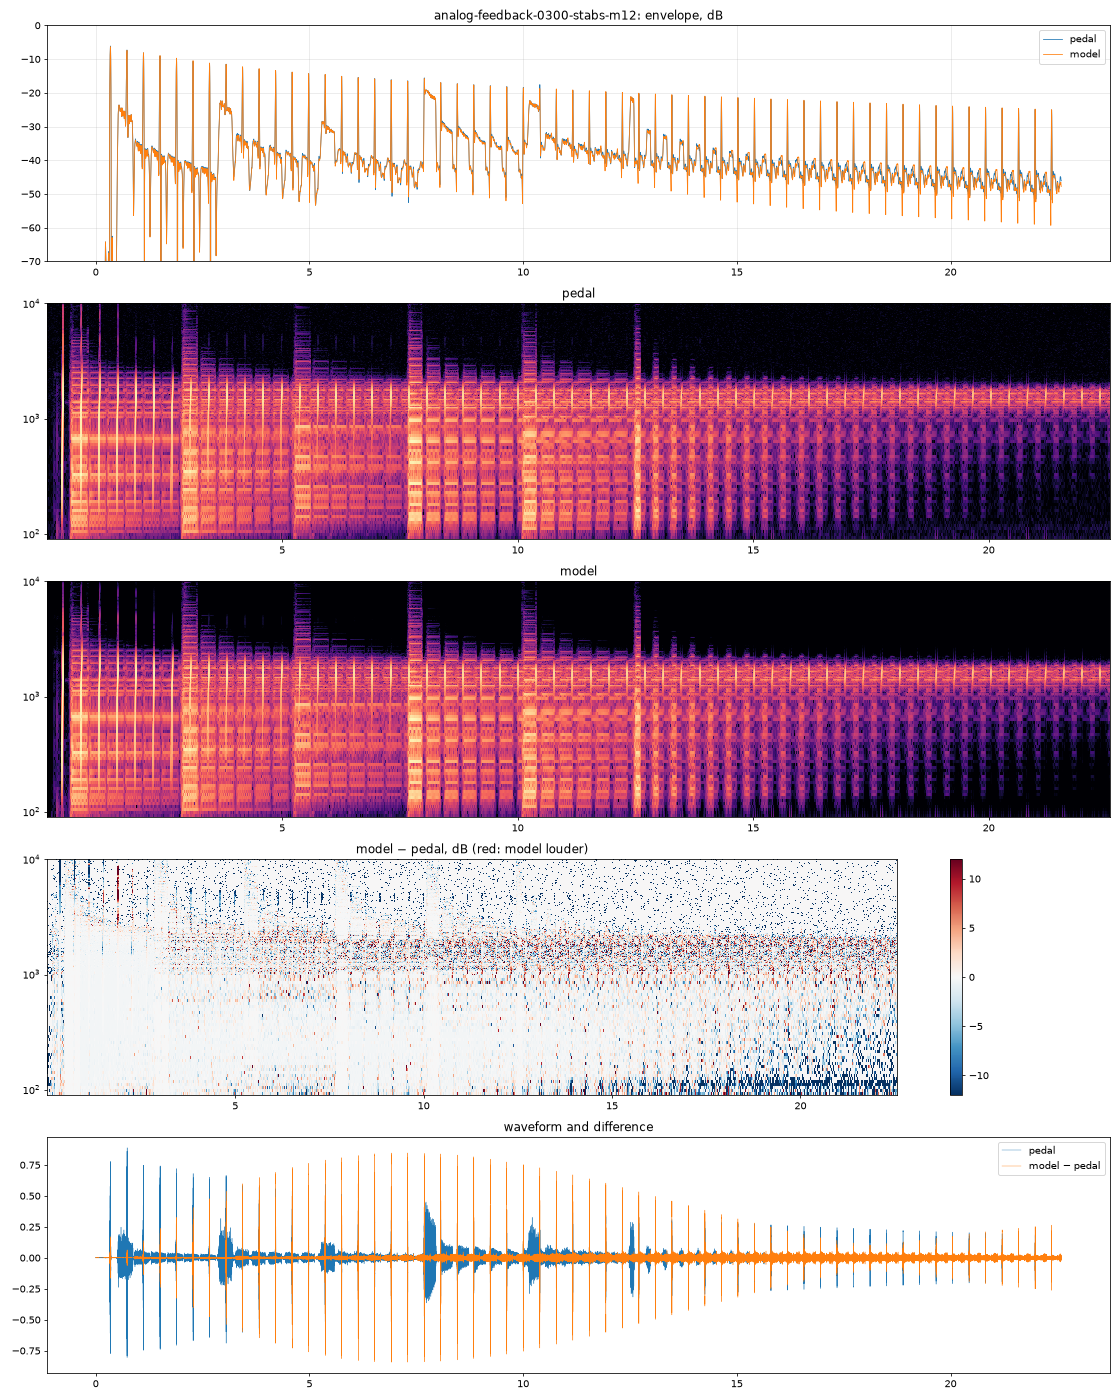 analog-feedback-0300-stabs-m12: envelope, dB
0
−10
−20
−30
−40
−50
−60
−70
pedal
model
0 5 10 15 20
pedal
10⁴
10³
10²
5 10 15 20
model
10⁴
10³
10²
5 10 15 20
model − pedal, dB (red: model louder)
10⁴
10³
10²
5 10 15 20
10
5
0
−5
−10
waveform and difference
0.75
0.50
0.25
0.00
−0.25
−0.50
−0.75
pedal
model − pedal
0 5 10 15 20